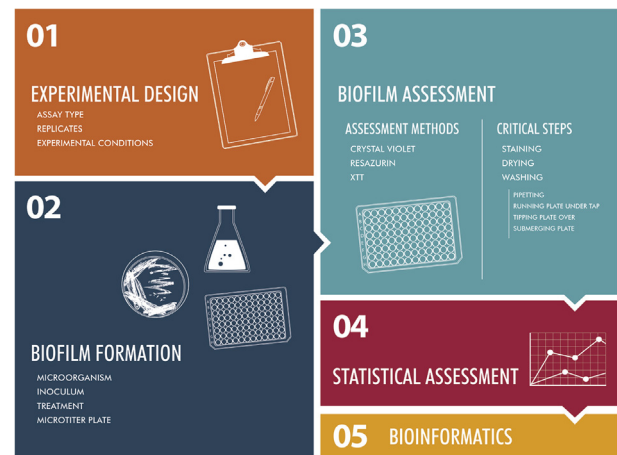 01
EXPERIMENTAL DESIGN
ASSAY TYPE
REPLICATES
EXPERIMENTAL CONDITIONS
02
BIOFILM FORMATION
MICROORGANISM
INOCULUM
TREATMENT
MICROTITER PLATE
03
BIOFILM ASSESSMENT
ASSESSMENT METHODS
CRYSTAL VIOLET
RESAZURIN
XTT
CRITICAL STEPS
STAINING
DRYING
WASHING
PIPETTING
RUNNING PLATE UNDER TAP
TIPPING PLATE OVER
SUBMERGING PLATE
04
STATISTICAL ASSESSMENT
05 BIOINFORMATICS